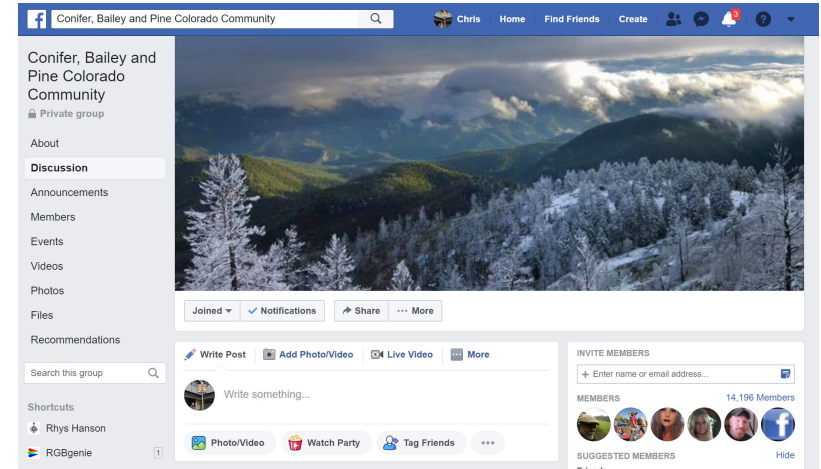 Conifer, Bailey and Pine Colorado Community
Chris
Home
Find Friends
Create
3
Conifer, Bailey and
Pine Colorado
Community
Private group
About
Discussion
Announcements
Members
Events
Videos
Photos
Files
Recommendations
Search this group
Shortcuts
Rhys Hanson
RGBgenie
1
Joined
Notifications
Share
More
Write Post
Add Photo/Video
Live Video
More
Write something...
Photo/Video
Watch Party
Tag Friends
INVITE MEMBERS
+ Enter name or email address...
MEMBERS
14,196 Members
SUGGESTED MEMBERS
Hide